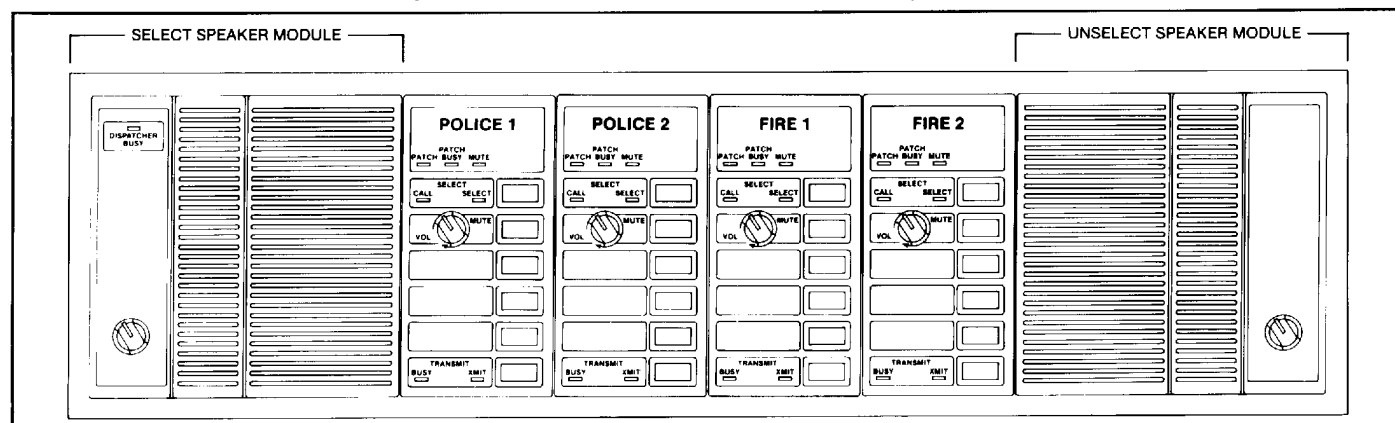 SELECT SPEAKER MODULE
UNSELECT SPEAKER MODULE
DISPATCHER
BUSY
POLICE 1
PATCH
PATCH BUSY MUTE
SELECT
CALL SELECT
MUTE
VOL
TRANSMIT
BUSY XMIT
POLICE 2
PATCH
PATCH BUSY MUTE
SELECT
CALL SELECT
MUTE
VOL
TRANSMIT
BUSY XMIT
FIRE 1
PATCH
PATCH BUSY MUTE
SELECT
CALL SELECT
MUTE
VOL
TRANSMIT
BUSY XMIT
FIRE 2
PATCH
PATCH BUSY MUTE
SELECT
CALL SELECT
MUTE
VOL
TRANSMIT
BUSY XMIT